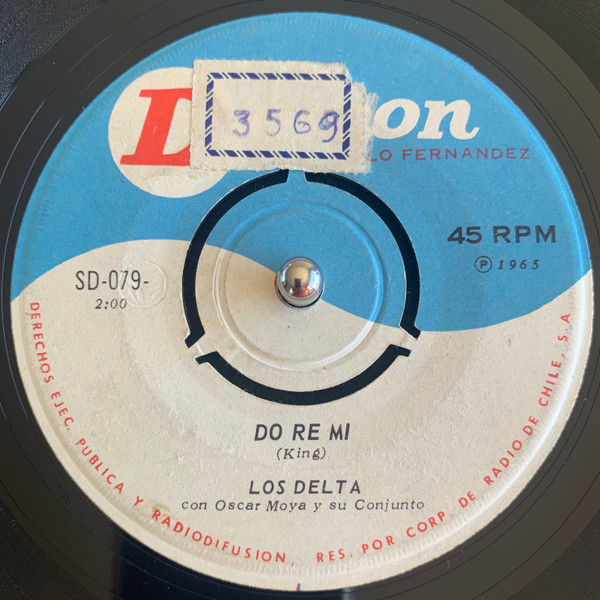 3569
on
LO FERNANDEZ
45 RPM
Ⓟ 1965
SD-079-
2:00
DO RE MI
(King)
LOS DELTA
con Oscar Moya y su Conjunto
DERECHOS EJEC. PUBLICA Y RADIODIFUSION RES. POR CORP. DE RADIO DE CHILE, S.A